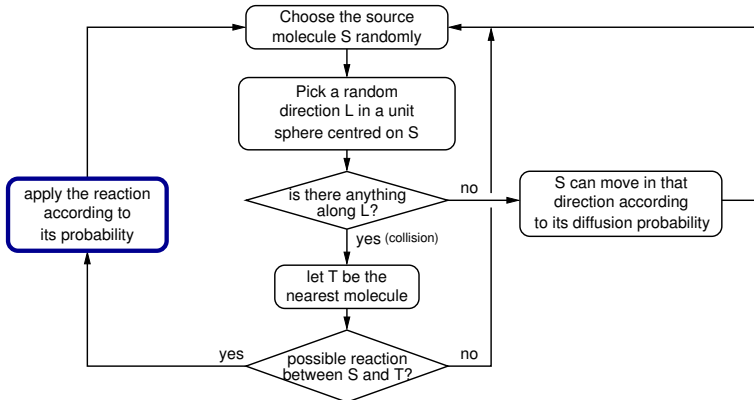 Choose the source
molecule S randomly
Pick a random
direction L in a unit
sphere centred on S
is there anything
along L?
no
S can move in that
direction according
to its diffusion probability
yes (collision)
let T be the
nearest molecule
possible reaction
between S and T?
no
yes
apply the reaction
according to
its probability